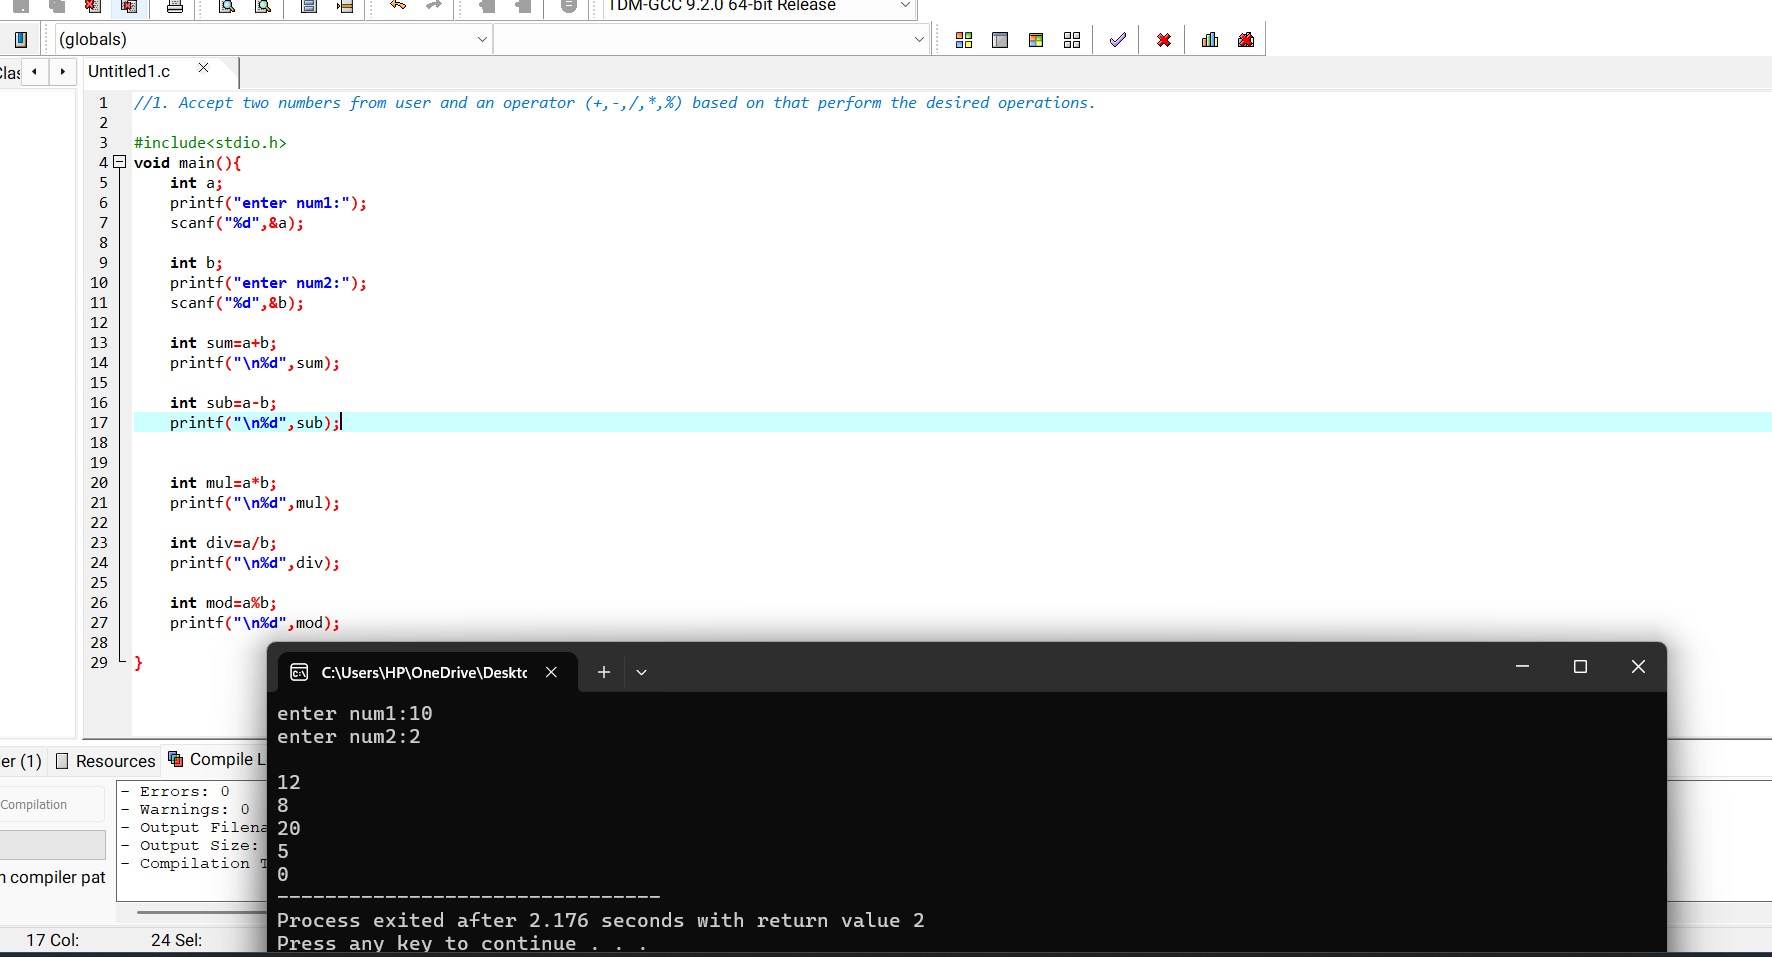 TDM-GCC 9.2.0 64-bit Release
(globals)
Untitled1.c
1 //1. Accept two numbers from user and an operator (+,-,/,*,%) based on that perform the desired operations.
2
3 #include<stdio.h>
4 void main(){
5 int a;
6 printf("enter num1:");
7 scanf("%d",&a);
8
9 int b;
10 printf("enter num2:");
11 scanf("%d",&b);
12
13 int sum=a+b;
14 printf("\n%d",sum);
15
16 int sub=a-b;
17 printf("\n%d",sub);
18
19
20 int mul=a*b;
21 printf("\n%d",mul);
22
23 int div=a/b;
24 printf("\n%d",div);
25
26 int mod=a%b;
27 printf("\n%d",mod);
28
29 }
C:\Users\HP\OneDrive\Deskto
enter num1:10
enter num2:2
12
8
20
5
0
--------------------------------
Process exited after 2.176 seconds with return value 2
Press any key to continue . . .
er (1) Resources Compile L
Compilation
- Errors: 0
- Warnings: 0
- Output Filena
- Output Size:
- Compilation T
n compiler pat
17 Col: 24 Sel: